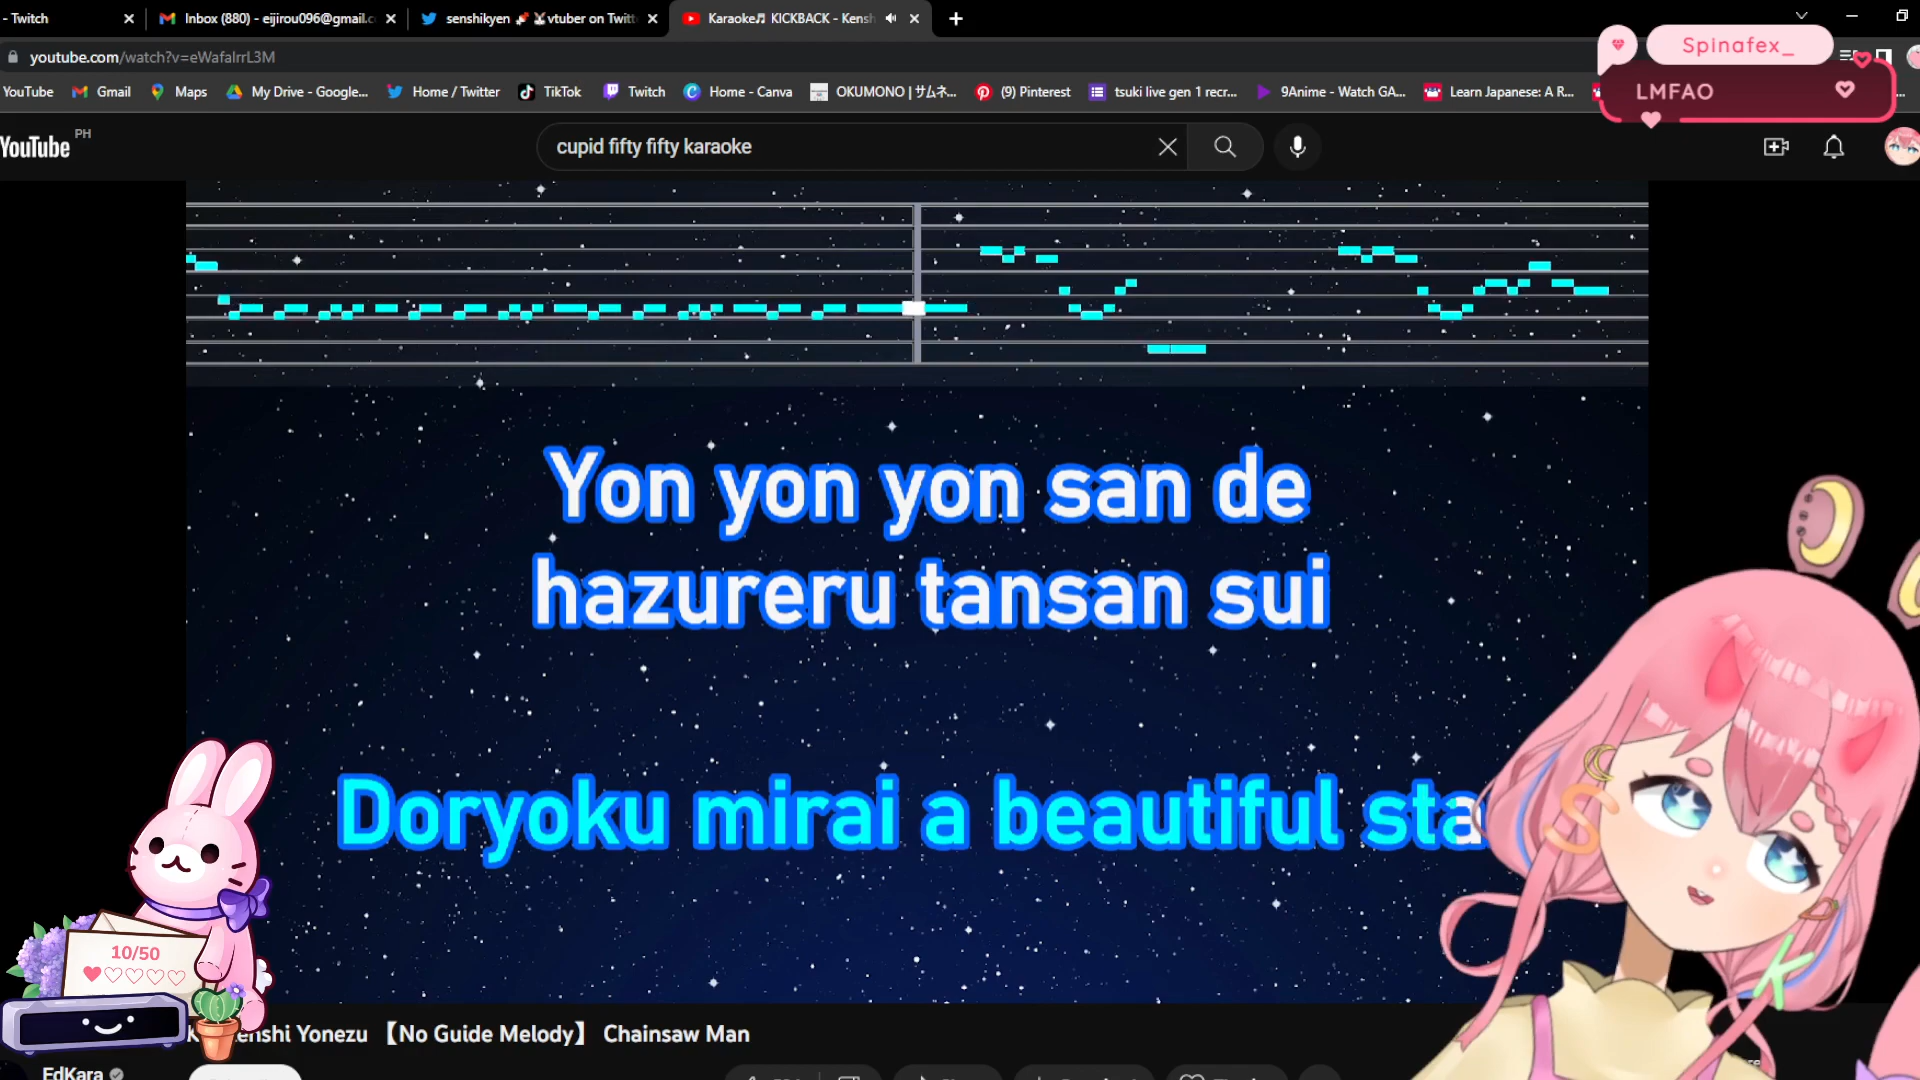 - Twitch
Inbox (880) - eijirou096@gmail.c
senshikyen vtuber on Twit
Karaoke♬ KICKBACK - Kensh
youtube.com/watch?v=eWafaIrrL3M
YouTube
Gmail
Maps
My Drive - Google...
Home / Twitter
TikTok
Twitch
Home - Canva
OKUMONO | サムネ...
(9) Pinterest
tsuki live gen 1 recr...
9Anime - Watch GA...
Learn Japanese: A R...
Spinafex_
LMFAO
YouTube PH
cupid fifty fifty karaoke
Yon yon yon san de
hazureru tansan sui
Doryoku mirai a beautiful sta
10/50
enshi Yonezu 【No Guide Melody】 Chainsaw Man
EdKara